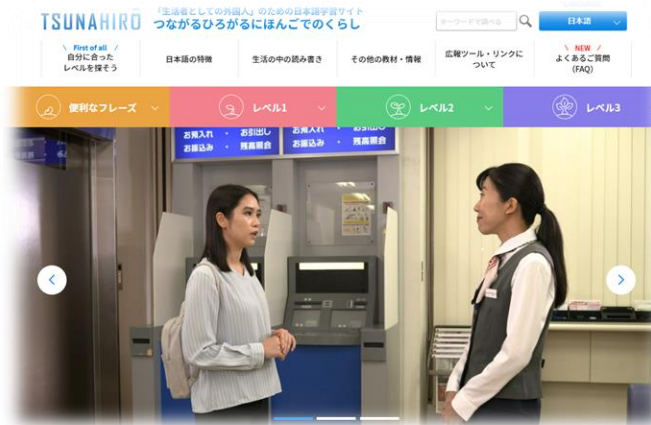 「生活者としての外国人」のための日本語学習サイト
TSUNAHIRO つながるひろがるにほんごでのくらし
キーワードで調べる
日本語
First of all
自分に合った
レベルを探そう
日本語の特徴
生活の中の読み書き
その他の教材・情報
広報ツール・リンクに
ついて
NEW
よくあるご質問
(FAQ)
便利なフレーズ
レベル1
レベル2
レベル3
お預入れ ・ お引出し
お振込み ・ 残高照会
お預入れ ・ お引出し
お振込み ・ 残高照会